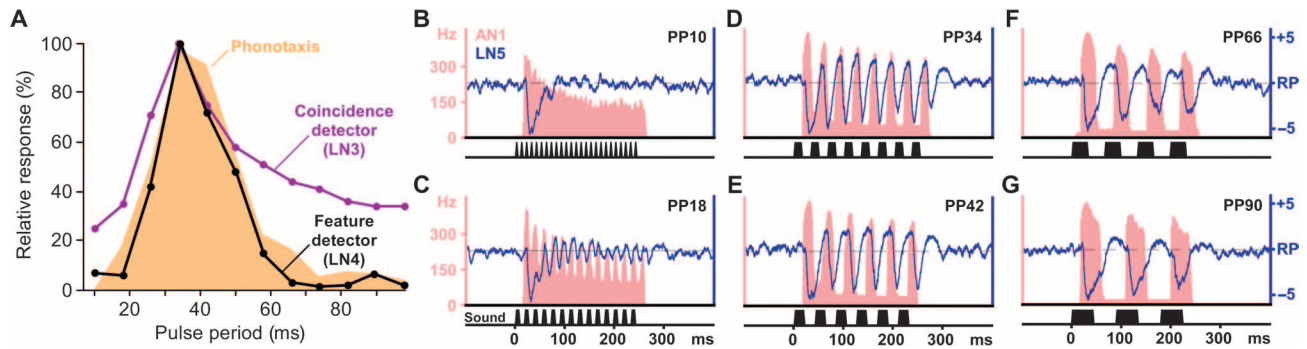 A
Relative response (%)
100
80
60
40
20
0
Phonotaxis
Coincidence
detector
(LN3)
Feature
detector
(LN4)
20
40
60
80
Pulse period (ms)
B
Hz
AN1
LN5
PP10
300
150
0
C
Hz
PP18
300
150
0
Sound
0
100
200
300
ms
D
PP34
E
PP42
0
100
200
300
ms
F
PP66
+5
RP
−5
G
PP90
+5
RP
−5
0
100
200
300
ms